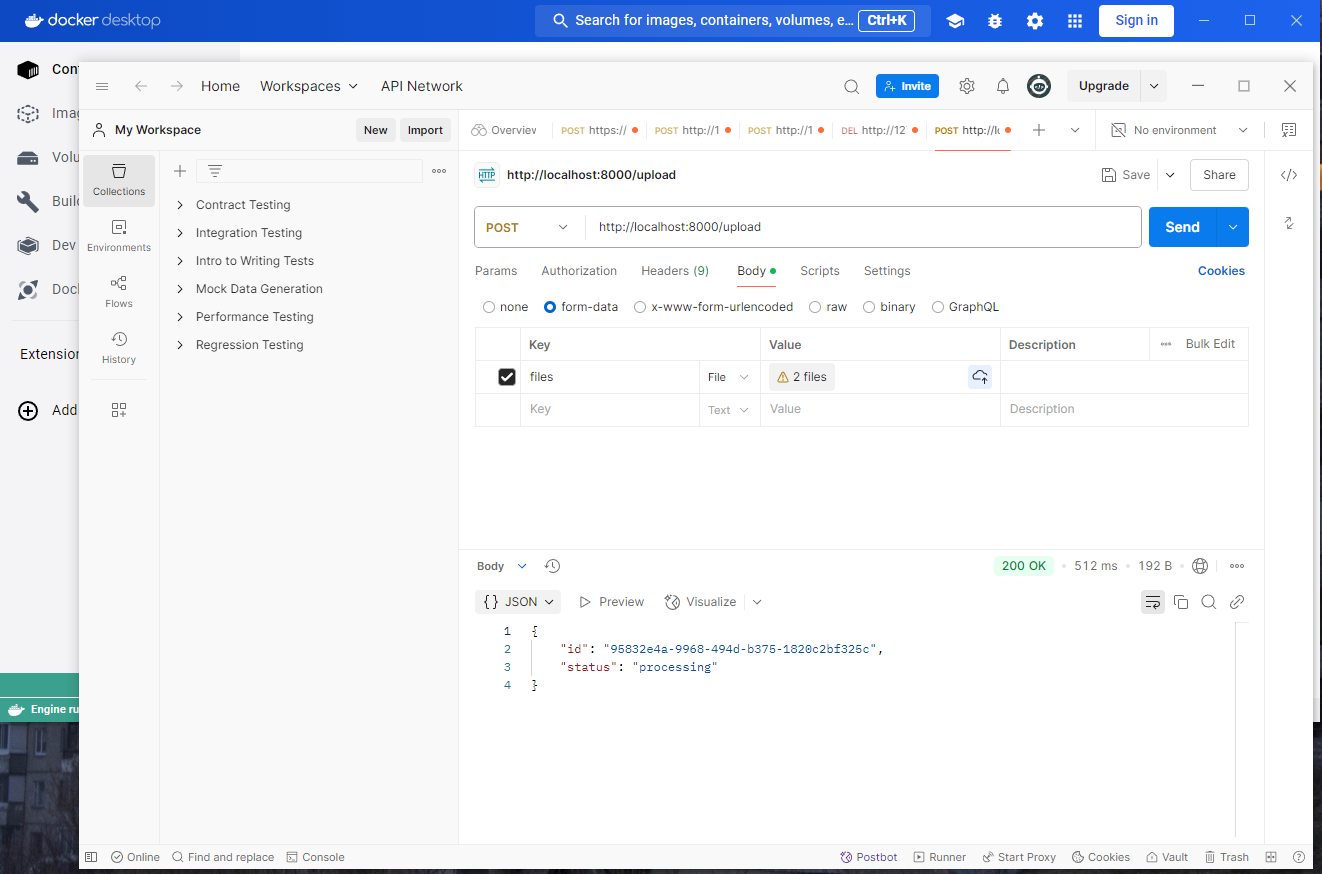 docker desktop
Search for images, containers, volumes, e... Ctrl+K
Sign in
Home Workspaces API Network
Invite
Upgrade
My Workspace
New Import
Overview POST https:// POST http://1 POST http://1 DEL http://12 POST http://l
No environment
Collections
Environments
Flows
History
Contract Testing
Integration Testing
Intro to Writing Tests
Mock Data Generation
Performance Testing
Regression Testing
HTTP http://localhost:8000/upload
Save Share
POST http://localhost:8000/upload
Send
Params Authorization Headers (9) Body Scripts Settings Cookies
none form-data x-www-form-urlencoded raw binary GraphQL
Key Value Description Bulk Edit
files File 2 files
Key Text Value Description
Body 200 OK 512 ms 192 B
{} JSON Preview Visualize
1 {
2 "id": "95832e4a-9968-494d-b375-1820c2bf325c",
3 "status": "processing"
4 }
Online Find and replace Console
Postbot Runner Start Proxy Cookies Vault Trash
Con
Imag
Volu
Build
Dev
Doc
Extension
Add
Engine ru